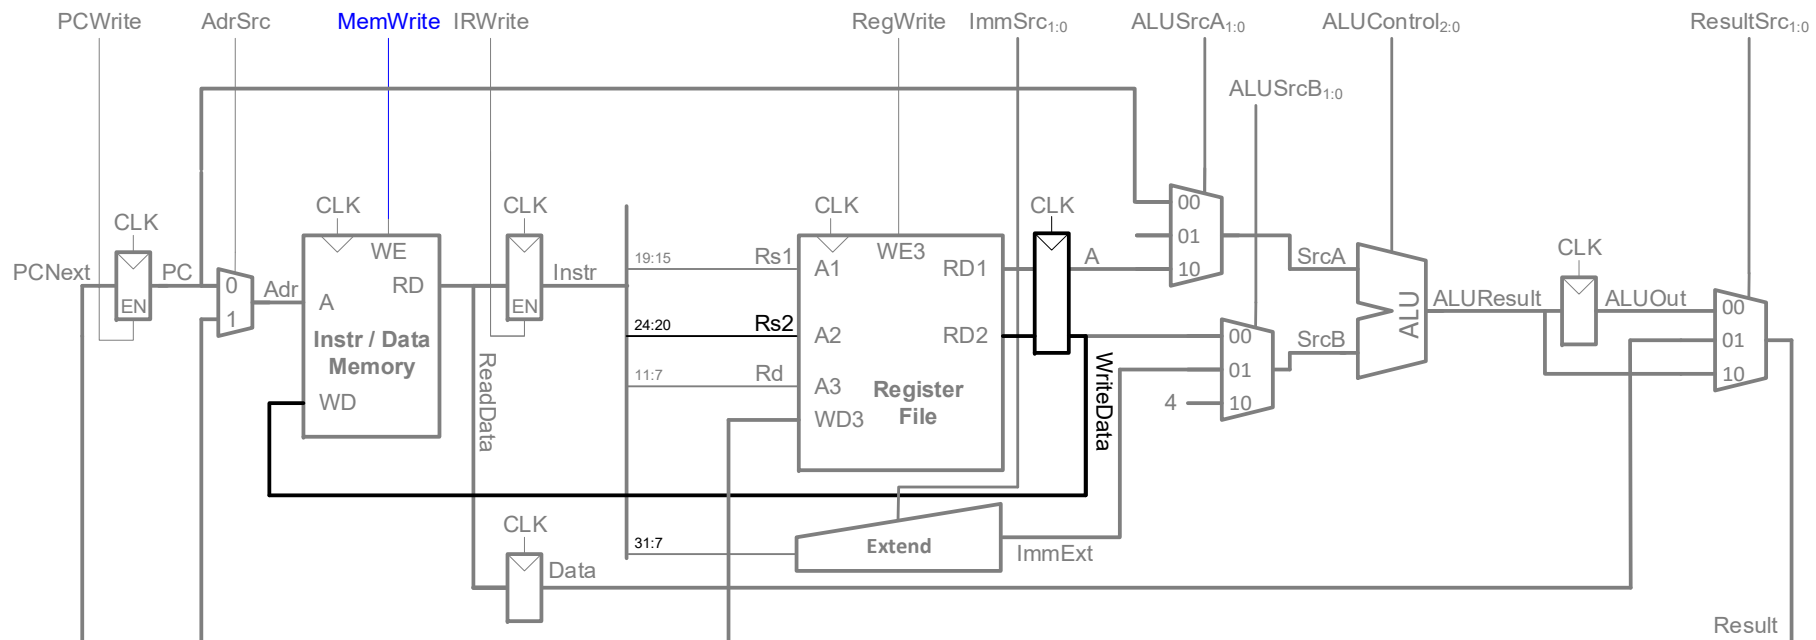 PCWrite
AdrSrc
MemWrite
IRWrite
RegWrite
ImmSrc1:0
ALUSrcA1:0
ALUControl2:0
ResultSrc1:0
ALUSrcB1:0
CLK
CLK
CLK
CLK
CLK
CLK
PCNext
PC
EN
0
1
Adr
WE
RD
A
Instr / Data
Memory
WD
EN
Instr
ReadData
19:15
Rs1
24:20
Rs2
11:7
Rd
31:7
A1
A2
A3
WD3
WE3
RD1
RD2
Register
File
A
WriteData
00
01
10
00
01
10
4
SrcA
SrcB
ALU
ALUResult
ALUOut
00
01
10
CLK
Data
Extend
ImmExt
Result